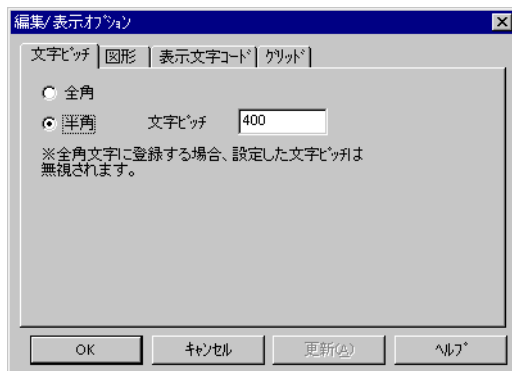 編集/表示ｵﾌﾟｼｮﾝ
文字ﾋﾟｯﾁ 図形 表示文字ｺｰﾄﾞ ｸﾞﾘｯﾄﾞ
全角
半角 文字ﾋﾟｯﾁ 400
※全角文字に登録する場合、設定した文字ﾋﾟｯﾁは
無視されます。
OK ｷｬﾝｾﾙ 更新(A) ﾍﾙﾌﾟ